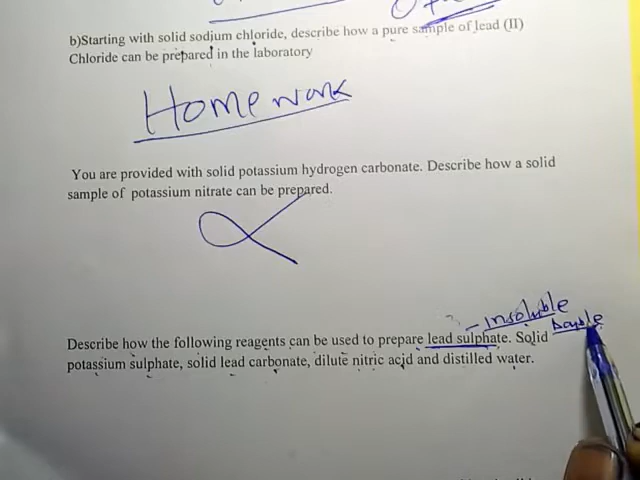 b)Starting with solid sodium chloride, describe how a pure sample of lead (II)
Chloride can be prepared in the laboratory
Homework
You are provided with solid potassium hydrogen carbonate. Describe how a solid
sample of potassium nitrate can be prepared.
- insoluble
Double
Describe how the following reagents can be used to prepare lead sulphate. Solid
potassium sulphate, solid lead carbonate, dilute nitric acid and distilled water.